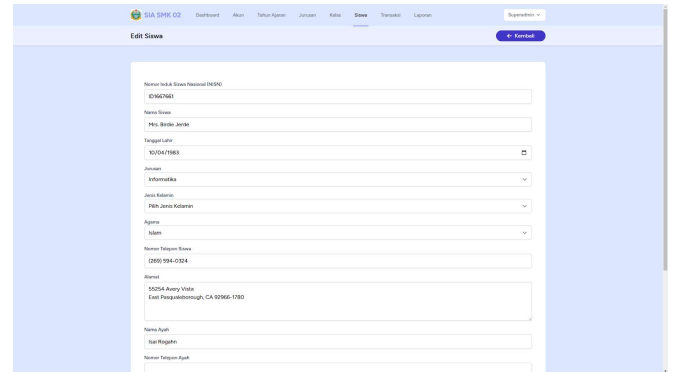 SIA SMK 02 Dashboard Akun Tahun Ajaran Jurusan Kelas Siswa Transaksi Laporan Superadmin
Edit Siswa ← Kembali
Nomor Induk Siswa Nasional (NISN)
ID1667661
Nama Siswa
Mrs. Birdie Jerde
Tanggal Lahir
10/04/1983
Jurusan
Informatika
Jenis Kelamin
Pilih Jenis Kelamin
Agama
Islam
Nomor Telepon Siswa
(269) 594-0324
Alamat
55254 Avery Vista
East Pasqualeborough, CA 92966-1780
Nama Ayah
Isai Rogahn
Nomor Telepon Ayah